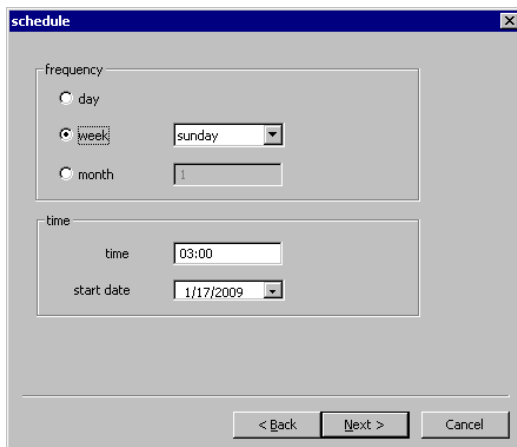 schedule
frequency
day
week sunday
month 1
time
time 03:00
start date 1/17/2009
< Back Next > Cancel